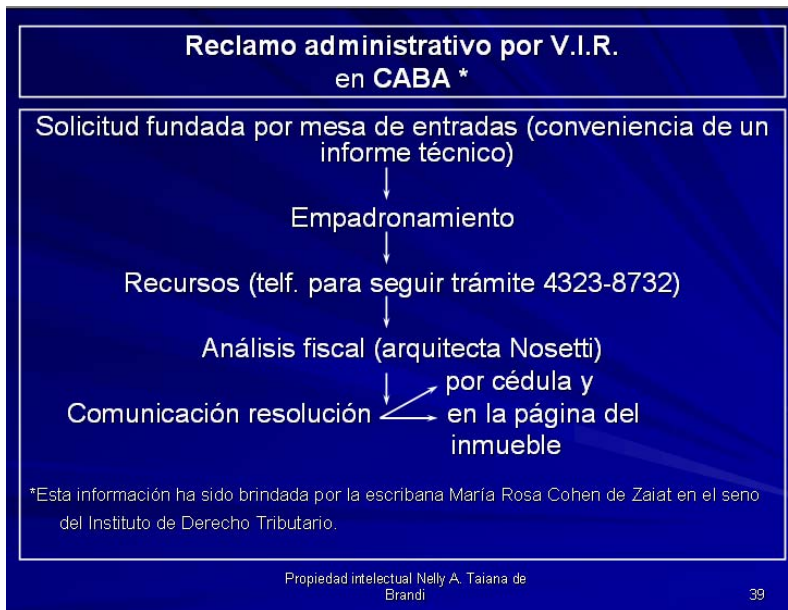 Reclamo administrativo por V.I.R.
en CABA *
Solicitud fundada por mesa de entradas (conveniencia de un
informe técnico)
Empadronamiento
Recursos (telf. para seguir trámite 4323-8732)
Análisis fiscal (arquitecta Nosetti)
por cédula y
Comunicación resolución en la página del
inmueble
*Esta información ha sido brindada por la escribana María Rosa Cohen de Zaiat en el seno
del Instituto de Derecho Tributario.
Propiedad intelectual Nelly A. Taiana de
Brandi
39